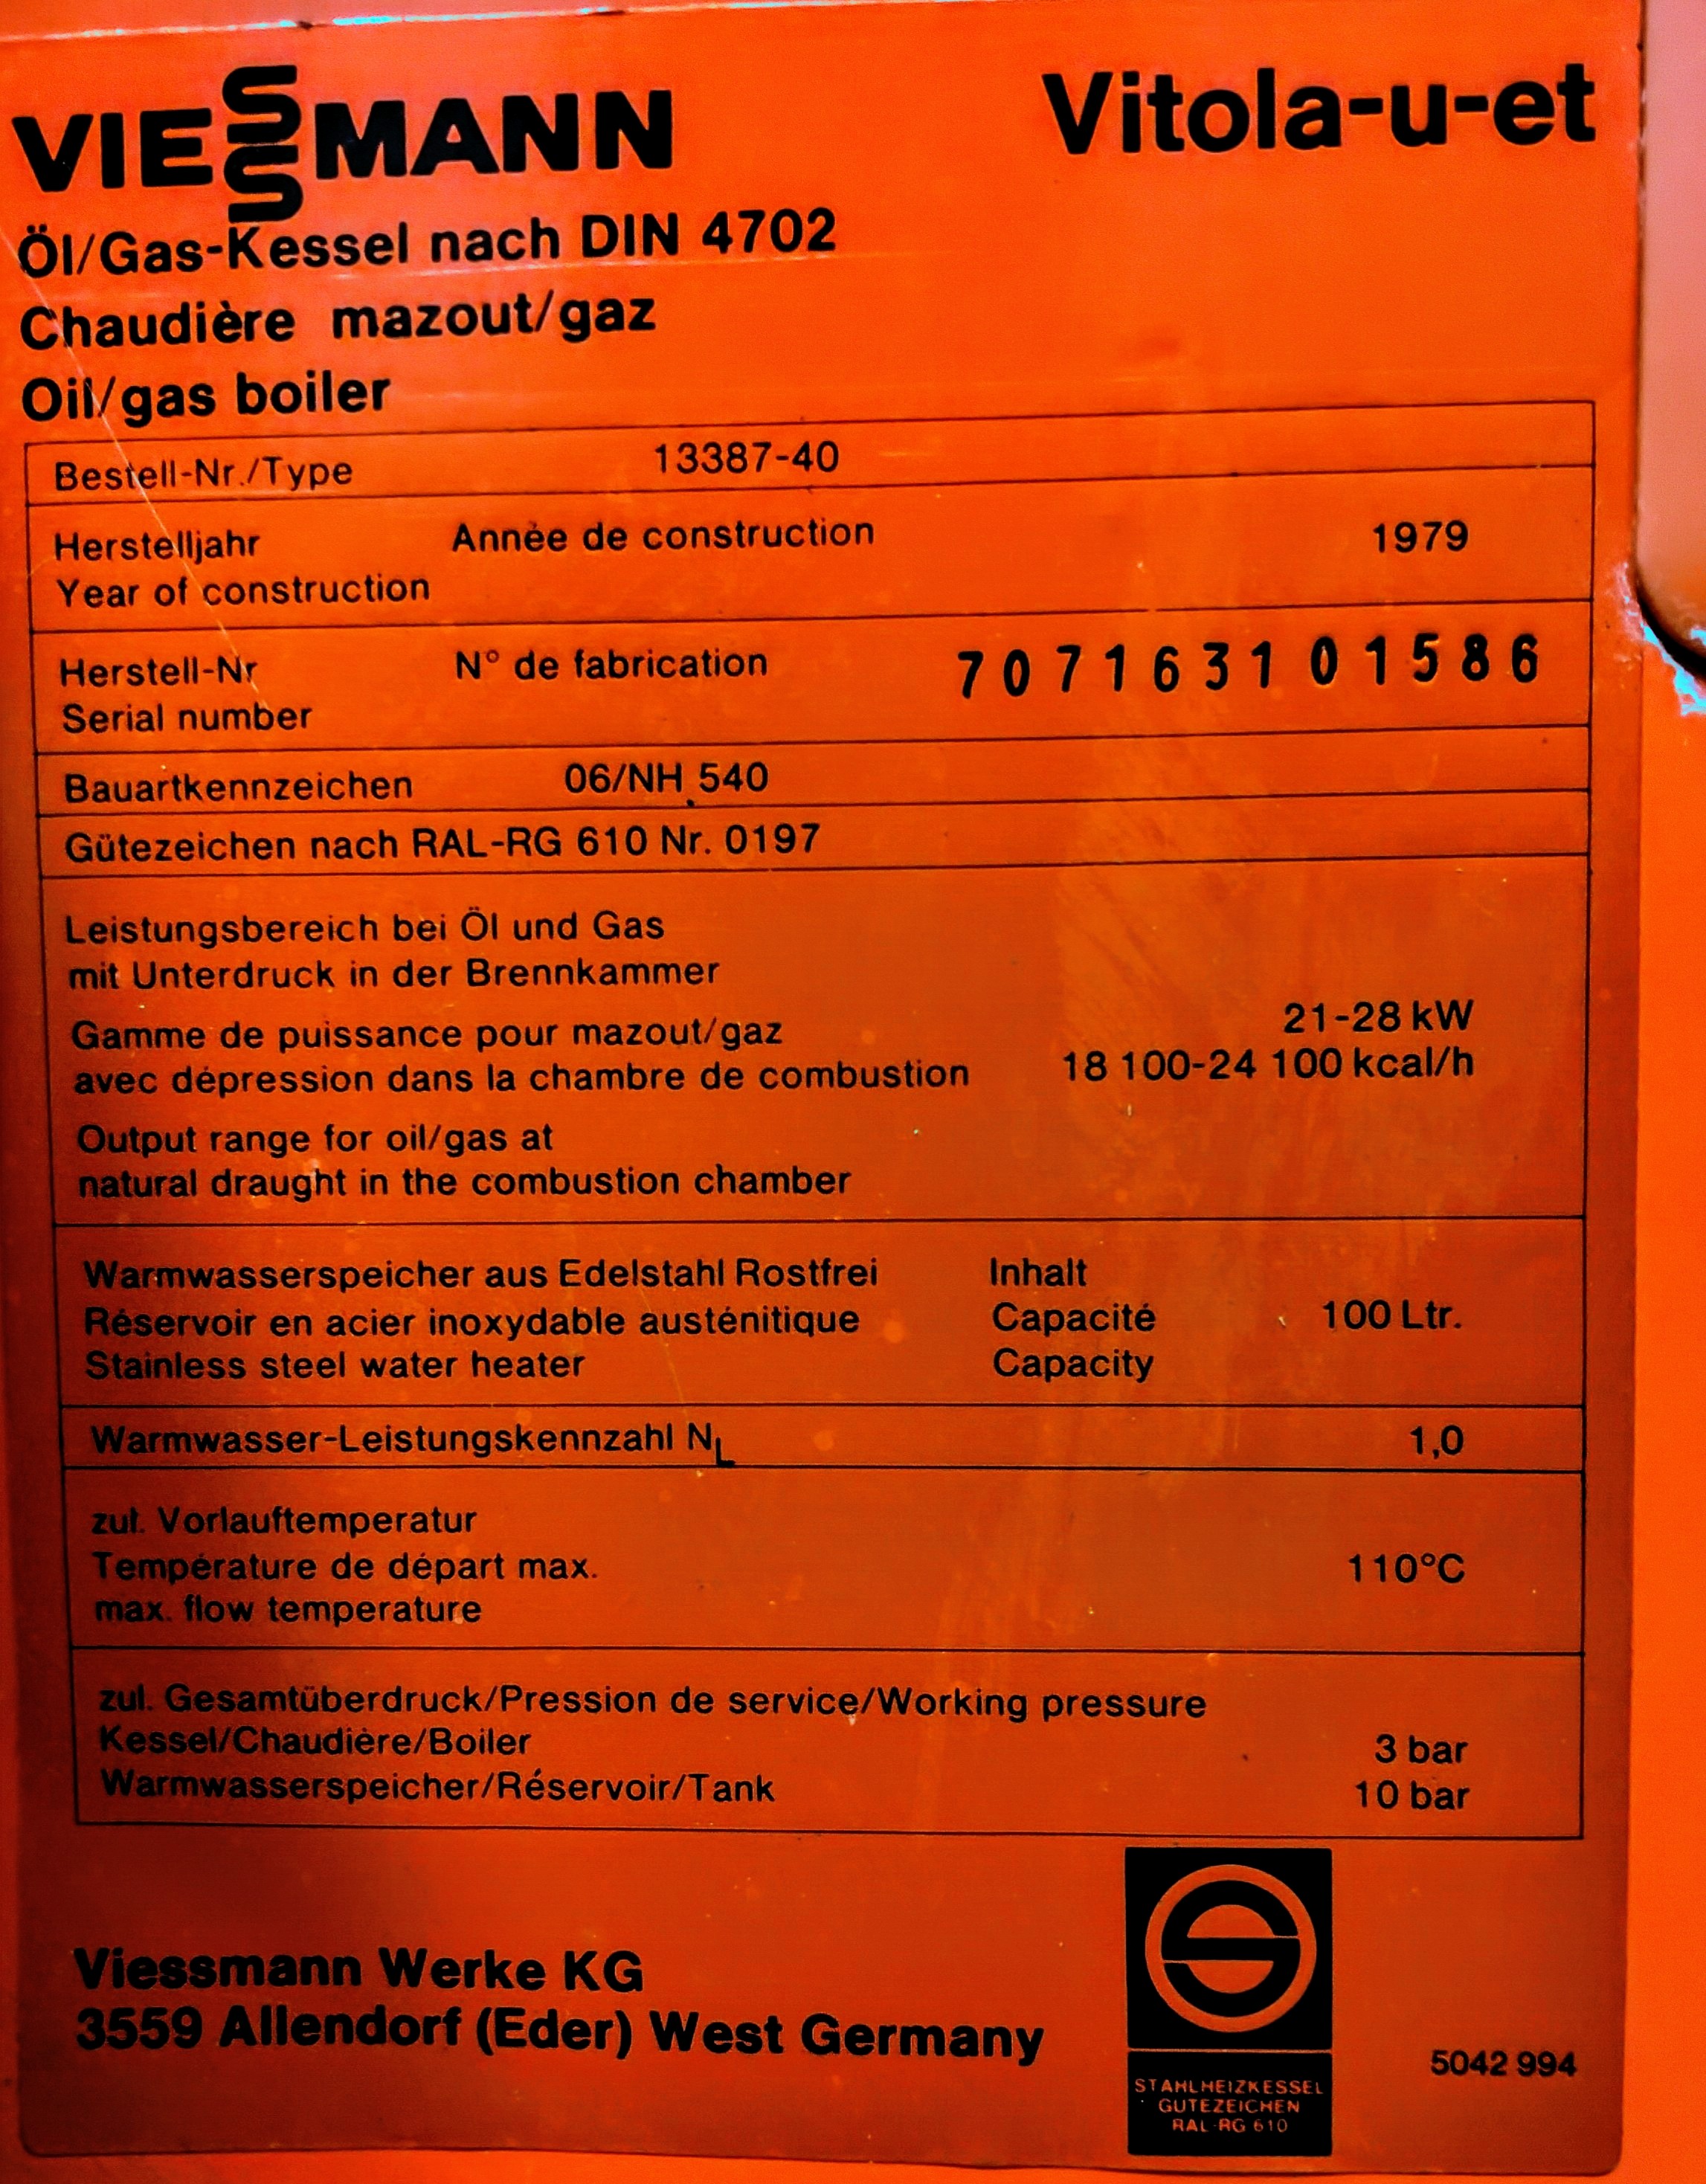 VIESSMANN Vitola-u-et
Öl/Gas-Kessel nach DIN 4702
Chaudière mazout/gaz
Oil/gas boiler
Bestell-Nr./Type 13387-40
Herstelljahr Annèe de construction 1979
Year of construction
Herstell-Nr N° de fabrication 7071631 01586
Serial number
Bauartkennzeichen 06/NH 540
Gütezeichen nach RAL-RG 610 Nr. 0197
Leistungsbereich bei Öl und Gas
mit Unterdruck in der Brennkammer
Gamme de puissance pour mazout/gaz 21-28 kW
avec dépression dans la chambre de combustion 18 100-24 100 kcal/h
Output range for oil/gas at
natural draught in the combustion chamber
Warmwasserspeicher aus Edelstahl Rostfrei Inhalt
Réservoir en acier inoxydable austénitique Capacité 100 Ltr.
Stainless steel water heater Capacity
Warmwasser-Leistungskennzahl NL 1,0
zul. Vorlauftemperatur
Température de départ max. 110°C
max. flow temperature
zul. Gesamtüberdruck/Pression de service/Working pressure
Kessel/Chaudière/Boiler 3 bar
Warmwasserspeicher/Réservoir/Tank 10 bar
Viessmann Werke KG
3559 Allendorf (Eder) West Germany
STAHLHEIZKESSEL
GUTEZEICHEN
RAL-RG 610
5042 994